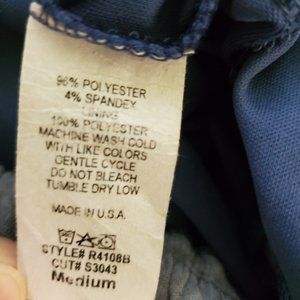 96% POLYESTER
4% SPANDEX
LINING
100% POLYESTER
MACHINE WASH COLD
WITH LIKE COLORS
GENTLE CYCLE
DO NOT BLEACH
TUMBLE DRY LOW
MADE IN U.S.A.
STYLE# R4108B
CUT# S3043
Medium